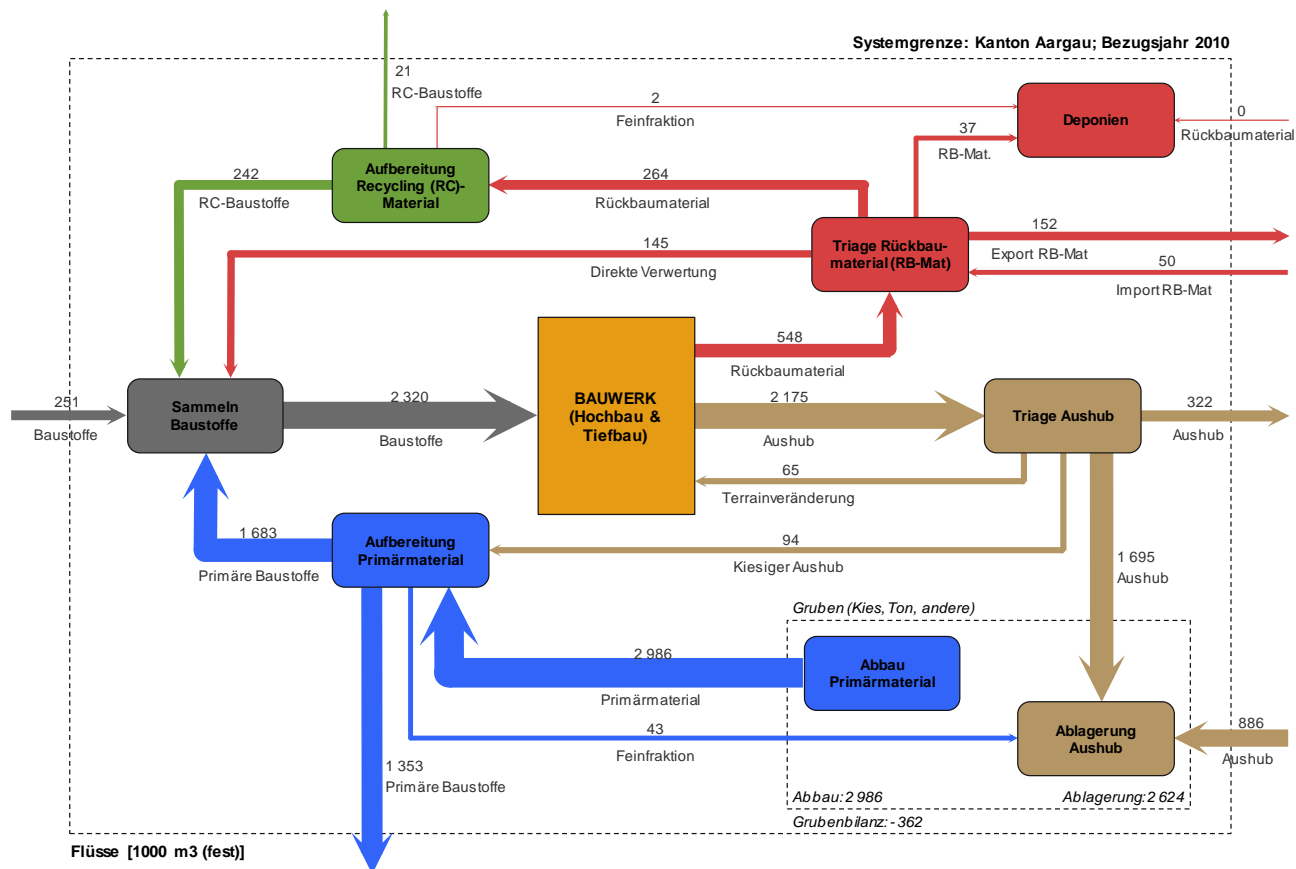 Systemgrenze: Kanton Aargau; Bezugsjahr 2010
21
RC-Baustoffe
2
Feinfraktion
Deponien
0
Rückbaumaterial
37
RB-Mat.
Aufbereitung
Recycling (RC)-
Material
242
RC-Baustoffe
264
Rückbaumaterial
145
Direkte Verwertung
Triage Rückbau-
material (RB-Mat)
152
Export RB-Mat
50
Import RB-Mat
548
Rückbaumaterial
251
Baustoffe
Sammeln
Baustoffe
2 320
Baustoffe
BAUWERK
(Hochbau &
Tiefbau)
2 175
Aushub
Triage Aushub
322
Aushub
65
Terrainveränderung
1 683
Primäre Baustoffe
Aufbereitung
Primärmaterial
94
Kiesiger Aushub
1 695
Aushub
Gruben (Kies, Ton, andere)
2 986
Primärmaterial
Abbau
Primärmaterial
43
Feinfraktion
Ablagerung
Aushub
886
Aushub
1 353
Primäre Baustoffe
Abbau: 2 986
Ablagerung: 2 624
Grubenbilanz: - 362
Flüsse [1000 m3 (fest)]